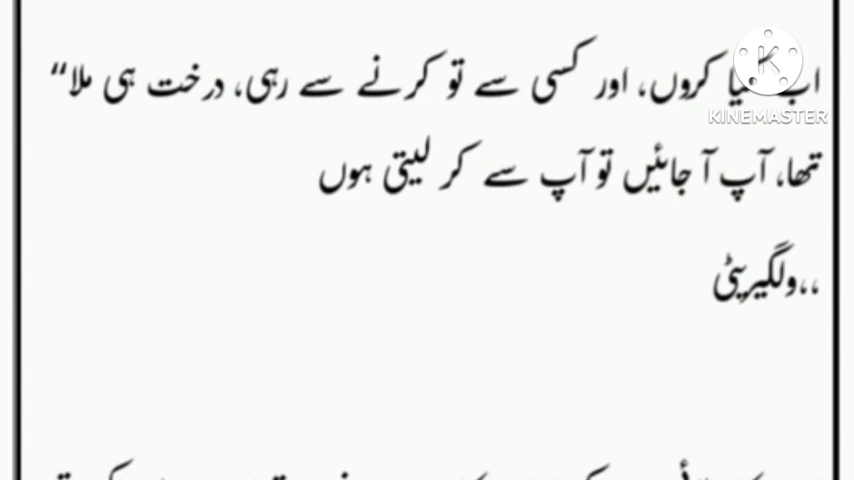 اب کیا کروں، اور کسی سے تو کرنے سے رہی، درخت ہی ملا“
تھا، آپ آ جائیں تو آپ سے کر لیتی ہوں
،،ولگیریٹی
KINEMASTER